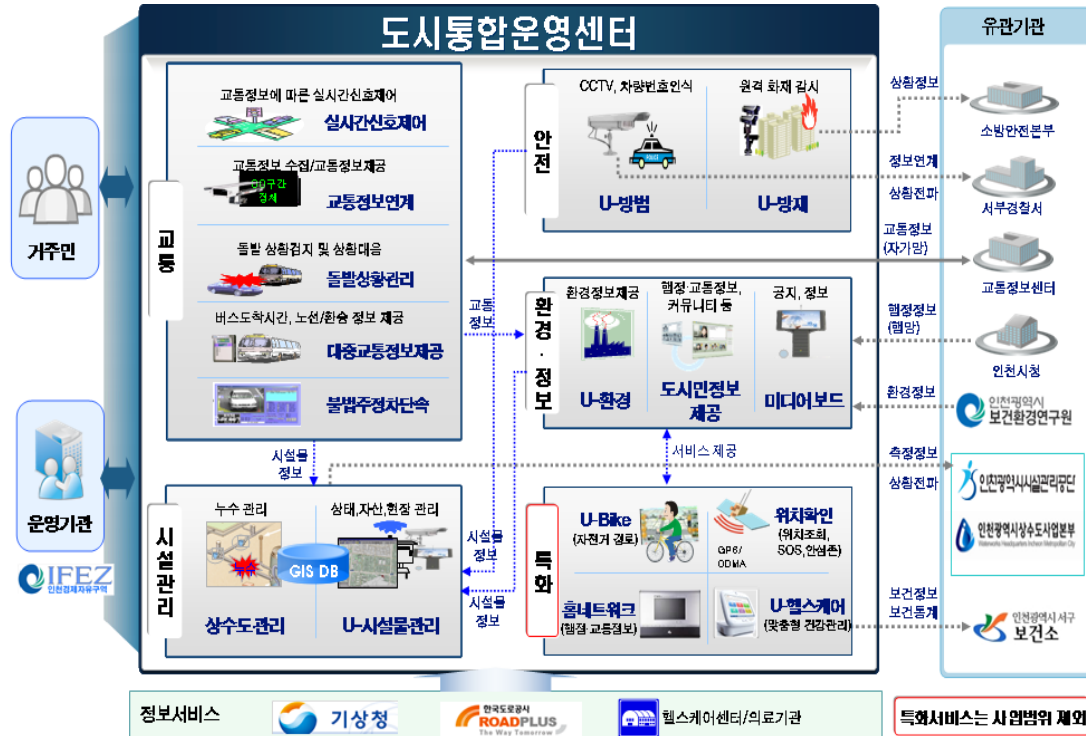 도시통합운영센터
유관기관
거주민
운영기관
IFEZ
인천경제자유구역
교통
교통정보에 따른 실시간신호제어
실시간신호제어
교통정보 수집/교통정보제공
OO구간
정체
교통정보연계
돌발 상황검지 및 상황대응
돌발상황관리
버스도착시간, 노선/환승 정보 제공
대중교통정보제공
불법주정차단속
안전
CCTV, 차량번호인식
POLICE
U-방범
원격 화재 감시
U-방재
환경·정보
환경정보제공
U-환경
행정·교통정보,
커뮤니티 등
도시민정보
제공
공지, 정보
미디어보드
교통
정보
시설물
정보
서비스 제공
시설관리
누수 관리
누수
상수도관리
GIS DB
상태,자산,현장 관리
U-시설물관리
시설물
정보
시설물
정보
특화
U-Bike
(자전거 경로)
GPS/
CDMA
위치확인
(위치조회,
SOS,안심존)
홈네트워크
(행정·교통정보)
U-헬스케어
(맞춤형 건강관리)
상황정보
소방안전본부
정보연계
상황전파
서부경찰서
교통정보
(자가망)
교통정보센터
행정정보
(행망)
인천시청
환경정보
인천광역시
보건환경연구원
측정정보
상황전파
인천광역시시설관리공단
인천광역시상수도사업본부
Waterworks Headquarters Incheon Metropolitan City
보건정보
보건통계
인천광역시 서구
보건소
정보서비스
기상청
한국도로공사
ROADPLUS
The Way Tomorrow
헬스케어센터/의료기관
특화서비스는 사업범위 제외